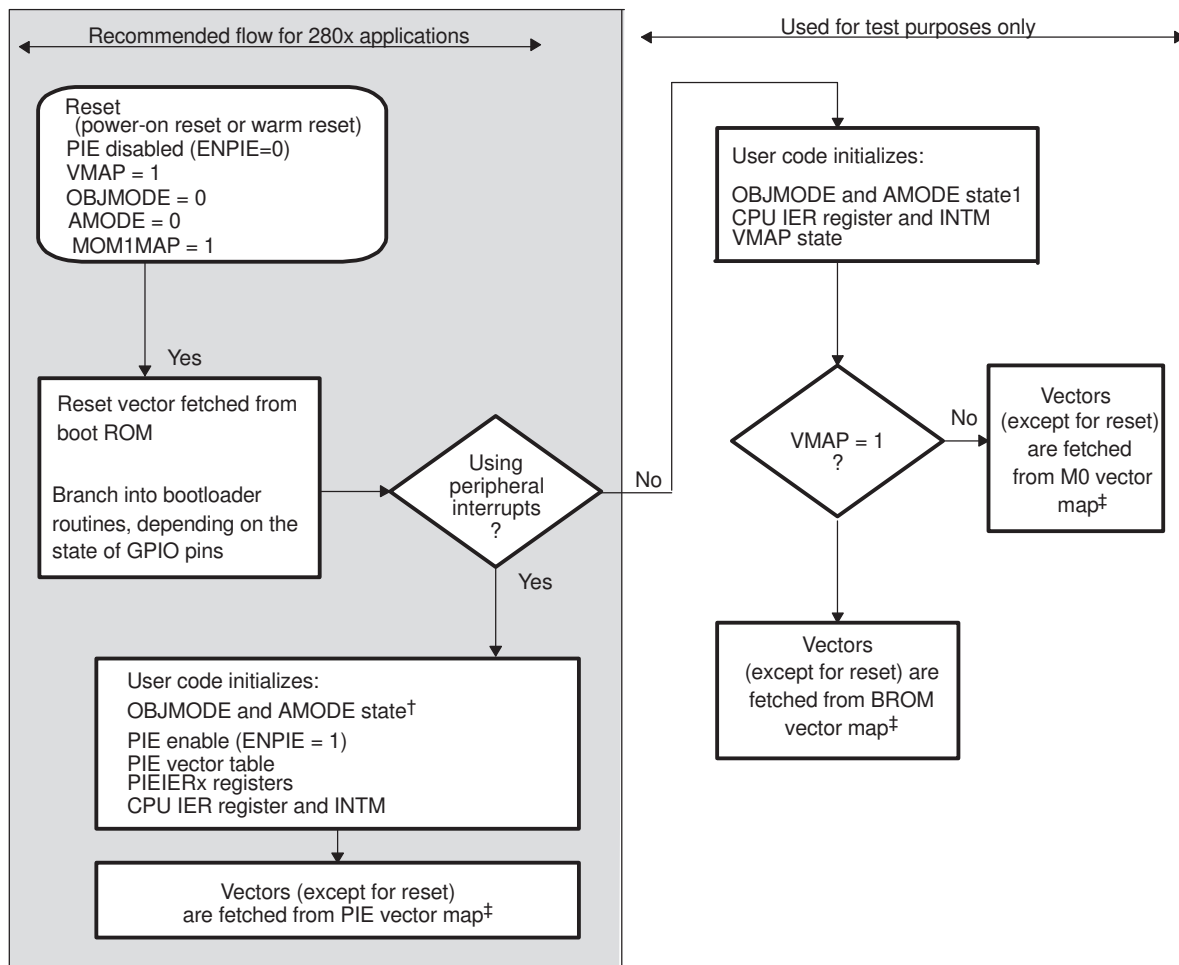 Recommended flow for 280x applications
Used for test purposes only
Reset
(power-on reset or warm reset)
PIE disabled (ENPIE=0)
VMAP = 1
OBJMODE = 0
AMODE = 0
MOM1MAP = 1
Yes
Reset vector fetched from
boot ROM
Branch into bootloader
routines, depending on the
state of GPIO pins
Using
peripheral
interrupts
?
No
Yes
User code initializes:
OBJMODE and AMODE state†
PIE enable (ENPIE = 1)
PIE vector table
PIEIERx registers
CPU IER register and INTM
Vectors (except for reset)
are fetched from PIE vector map‡
User code initializes:
OBJMODE and AMODE state1
CPU IER register and INTM
VMAP state
VMAP = 1
?
No
Vectors
(except for reset)
are fetched
from M0 vector
map‡
Yes
Vectors
(except for reset) are
fetched from BROM
vector map‡